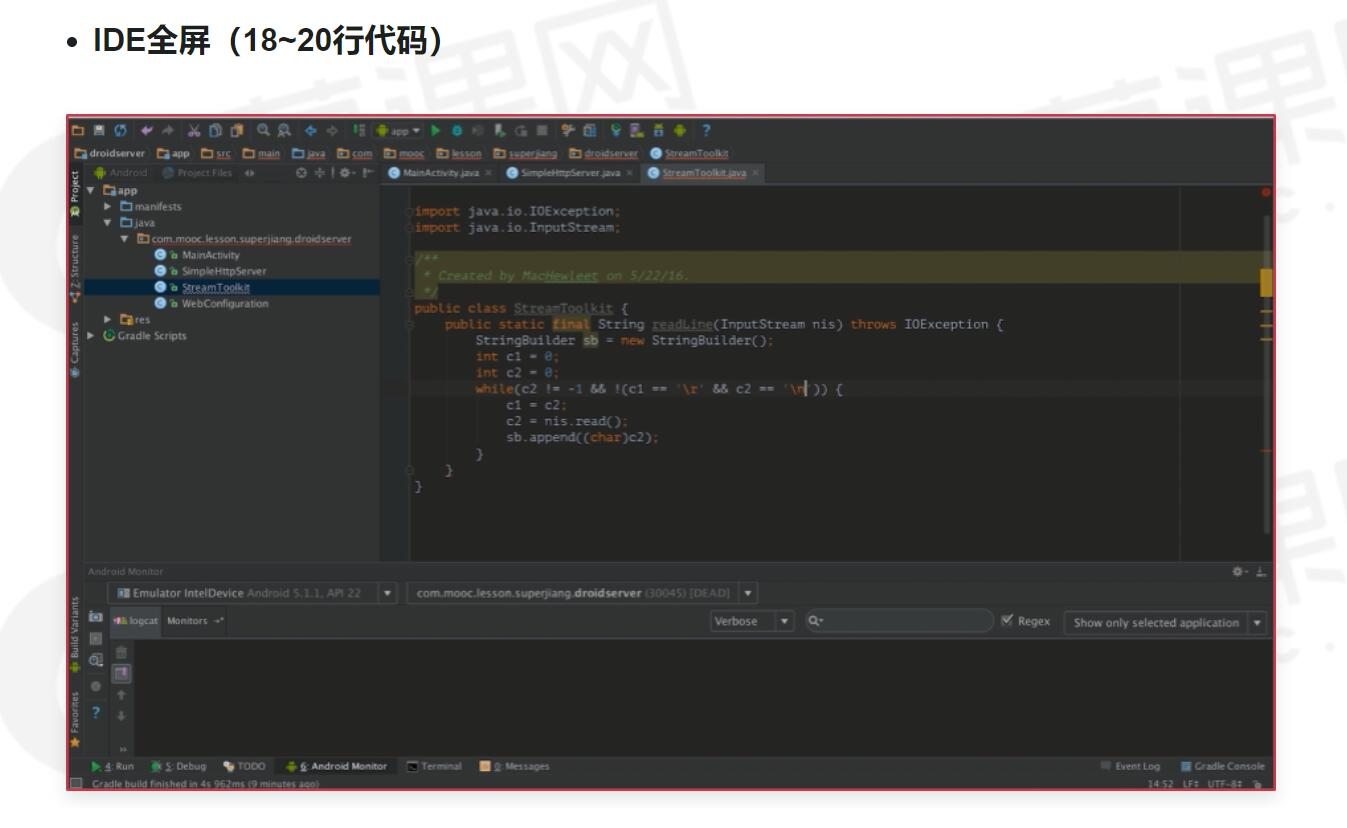 IDE全屏（18~20行代码）
app
droidserver app src main java com mooc lesson superjiang droidserver StreamToolkit
Android Project Files MainActivity.java SimpleHttpServer.java StreamToolkit.java
Project
Z: Structure
Captures
Build Variants
Favorites
app
manifests
java
com.mooc.lesson.superjiang.droidserver
MainActivity
SimpleHttpServer
StreamToolkit
WebConfiguration
res
Gradle Scripts
import java.io.IOException;
import java.io.InputStream;
/**
* Created by MacHewleet on 5/22/16.
*/
public class StreamToolkit {
public static final String readLine(InputStream nis) throws IOException {
StringBuilder sb = new StringBuilder();
int c1 = 0;
int c2 = 0;
while(c2 != -1 && !(c1 == '\r' && c2 == '\n')) {
c1 = c2;
c2 = nis.read();
sb.append((char)c2);
}
}
}
Android Monitor
Emulator IntelDevice Android 5.1.1, API 22 com.mooc.lesson.superjiang.droidserver (30045) [DEAD]
logcat Monitors Verbose Regex Show only selected application
4: Run 5: Debug TODO 6: Android Monitor Terminal 0: Messages Event Log Gradle Console
Gradle build finished in 4s 962ms (9 minutes ago) 14:52 LF UTF-8